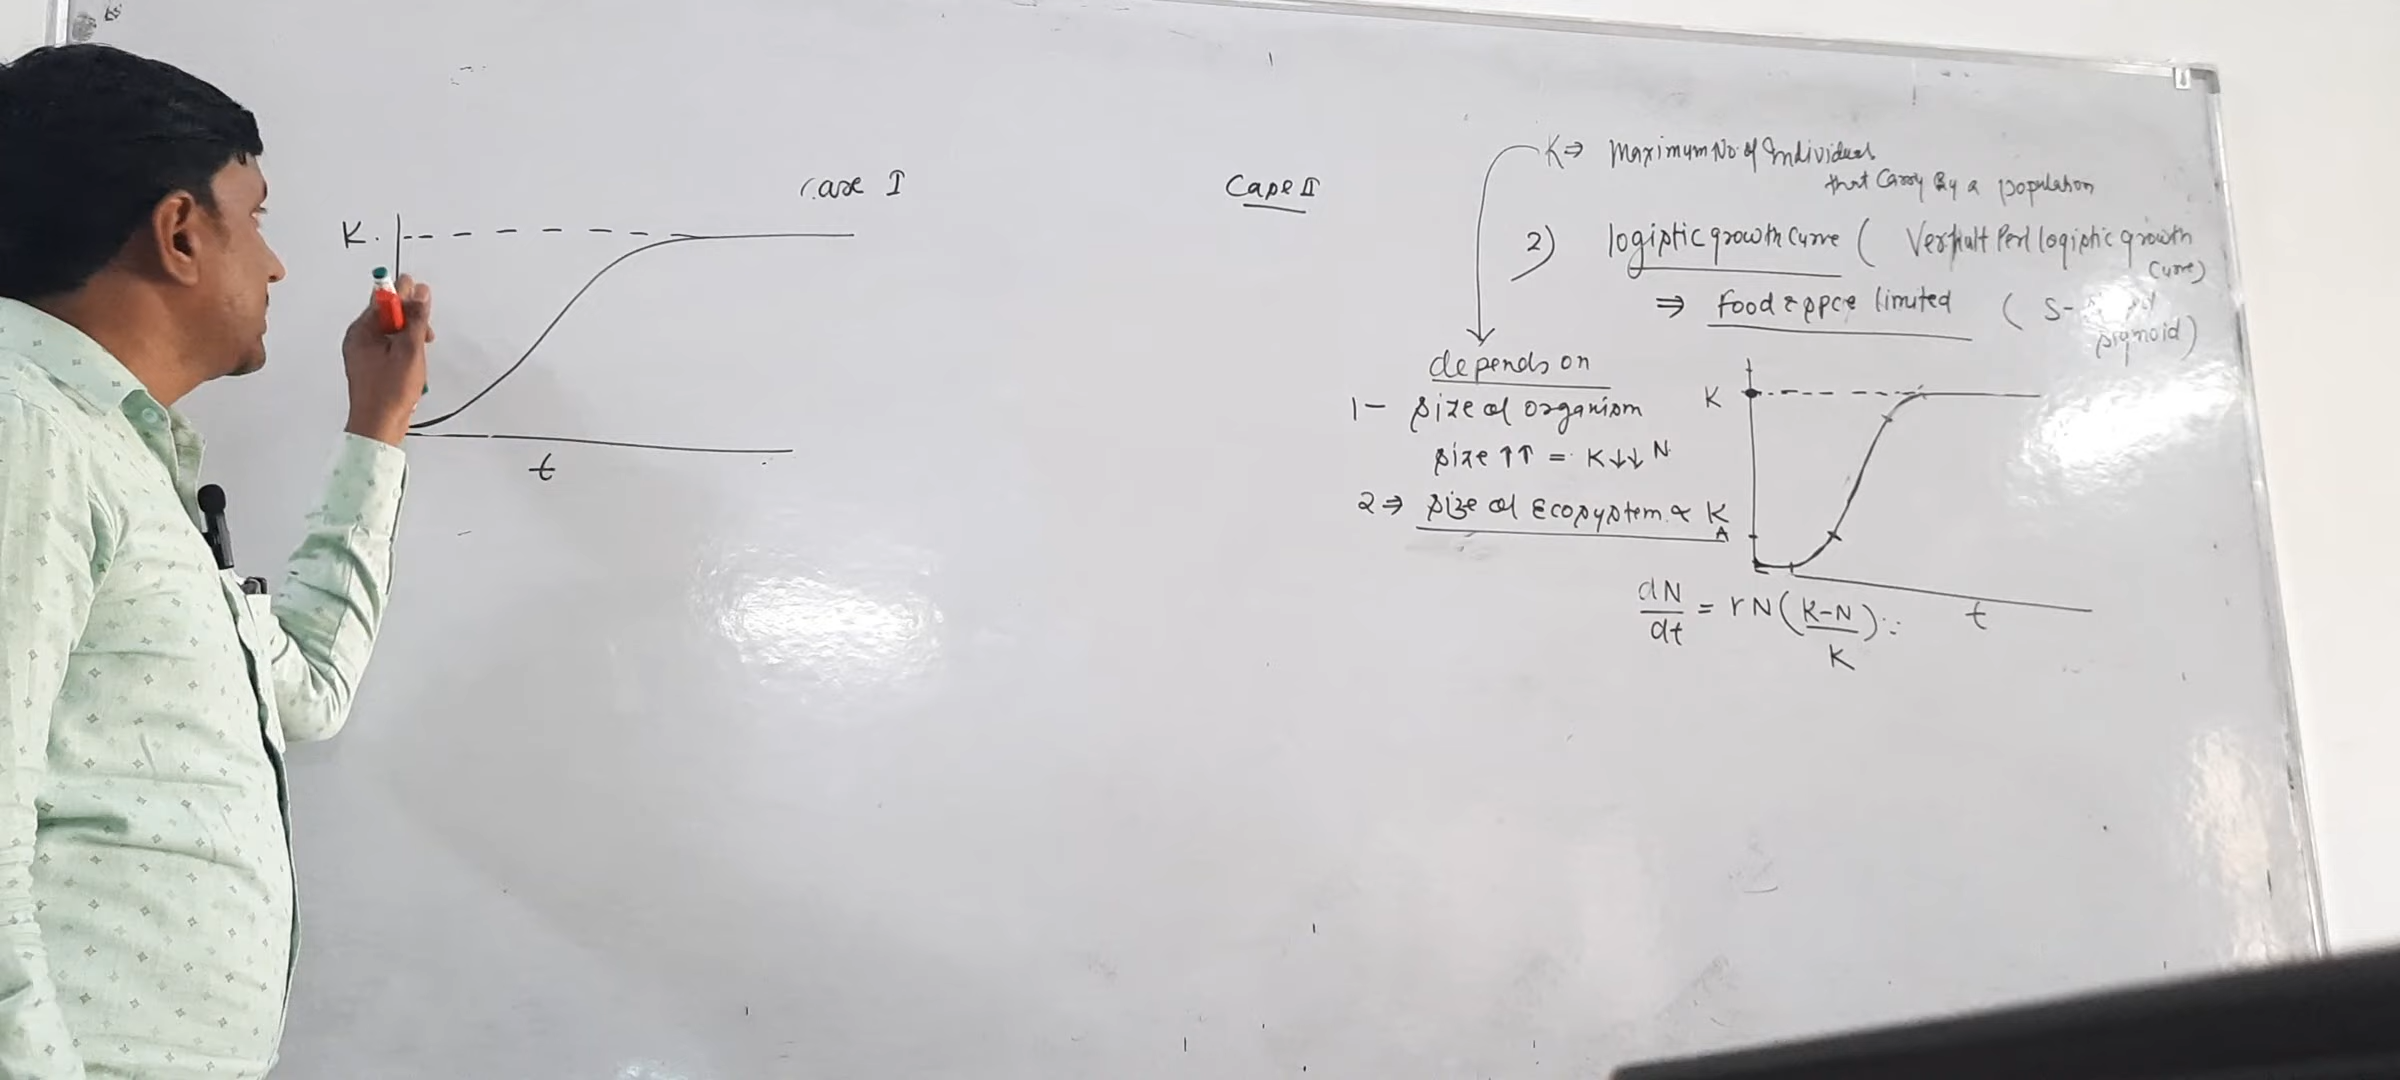 Case I
K
t
Case II
K ⇒ Maximum No. of Individual
that Carry By a population
2) logistic growth Curve ( Verhult Perl logistic growth
Curve)
⇒ Food & space limited ( S-
sigmoid)
depends on
1- Size of organism
Size ↑↑ = K↓↓ N
2 ⇒ Size of Ecosystem ∝ K
K
A
t
dN/dt = rN(K-N/K)